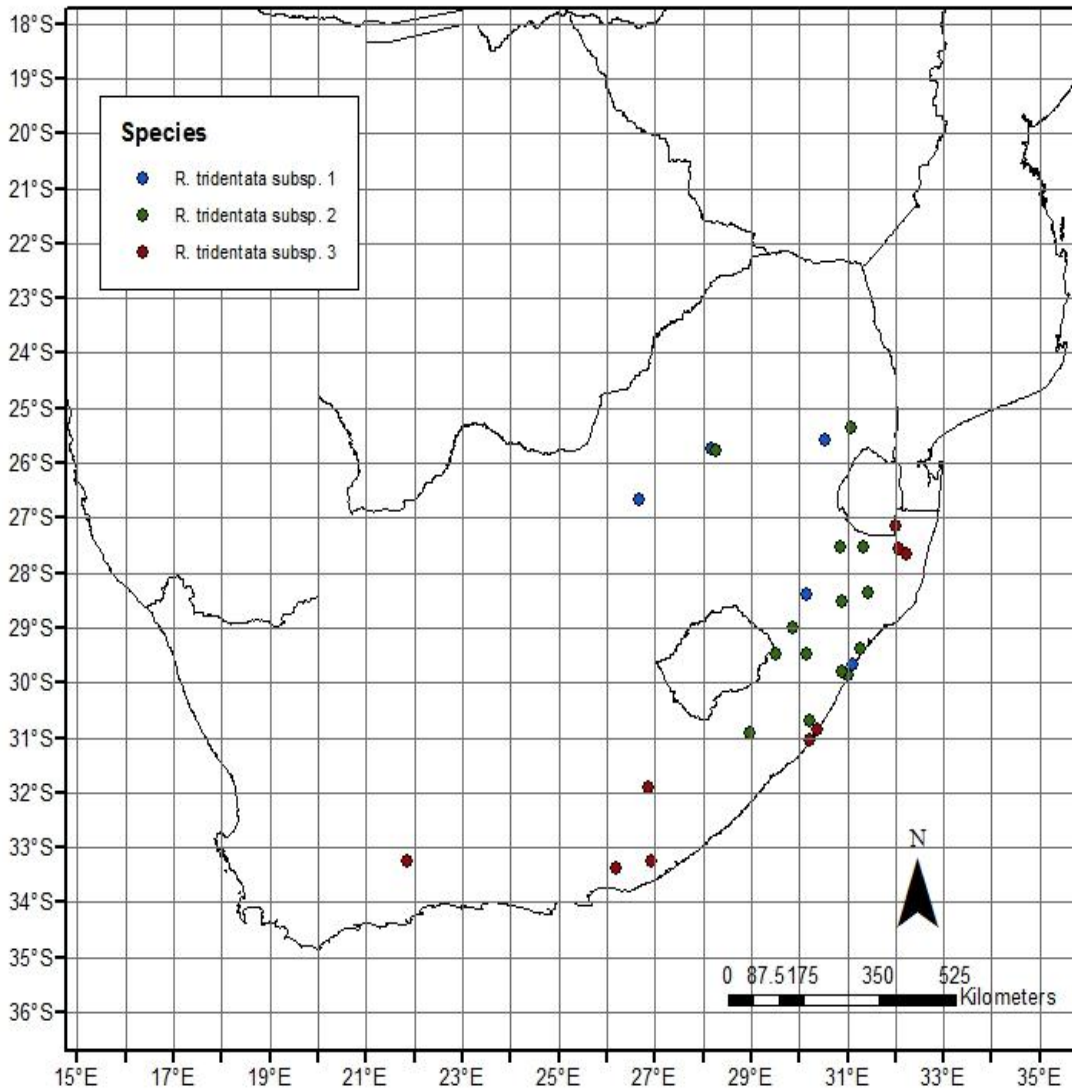 18°S
19°S
20°S
21°S
22°S
23°S
24°S
25°S
26°S
27°S
28°S
29°S
30°S
31°S
32°S
33°S
34°S
35°S
36°S
Species
R. tridentata subsp. 1
R. tridentata subsp. 2
R. tridentata subsp. 3
N
0 87.5 175 350 525
Kilometers
15°E 17°E 19°E 21°E 23°E 25°E 27°E 29°E 31°E 33°E 35°E